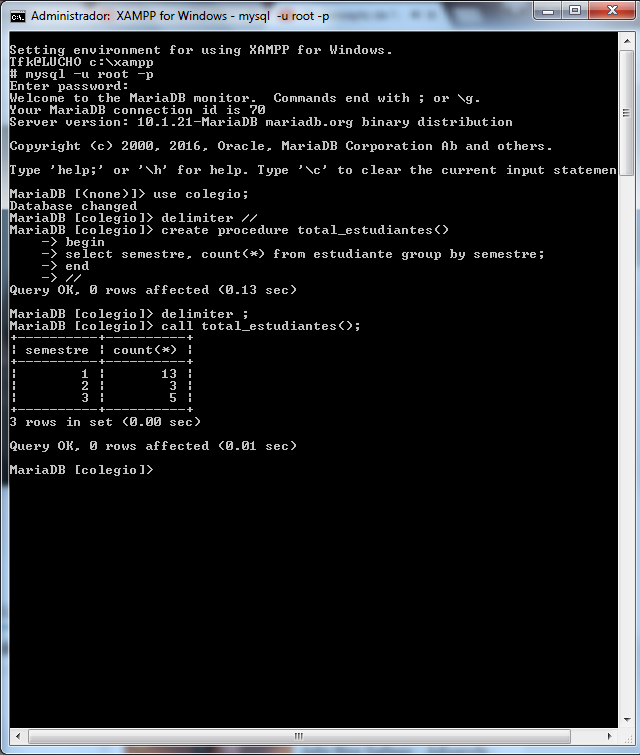 Administrador: XAMPP for Windows - mysql -u root -p
Setting environment for using XAMPP for Windows.
Tfk@LUCHO c:\xampp
# mysql -u root -p
Enter password:
Welcome to the MariaDB monitor.  Commands end with ; or \g.
Your MariaDB connection id is 70
Server version: 10.1.21-MariaDB mariadb.org binary distribution
Copyright (c) 2000, 2016, Oracle, MariaDB Corporation Ab and others.
Type 'help;' or '\h' for help. Type '\c' to clear the current input statemen
MariaDB [(none)]> use colegio;
Database changed
MariaDB [colegio]> delimiter //
MariaDB [colegio]> create procedure total_estudiantes()
    -> begin
    -> select semestre, count(*) from estudiante group by semestre;
    -> end
    -> //
Query OK, 0 rows affected (0.13 sec)
MariaDB [colegio]> delimiter ;
MariaDB [colegio]> call total_estudiantes();
+----------+----------+
¦ semestre ¦ count(*) ¦
+----------+----------+
¦        1 ¦       13 ¦
¦        2 ¦        3 ¦
¦        3 ¦        5 ¦
+----------+----------+
3 rows in set (0.00 sec)
Query OK, 0 rows affected (0.01 sec)
MariaDB [colegio]>